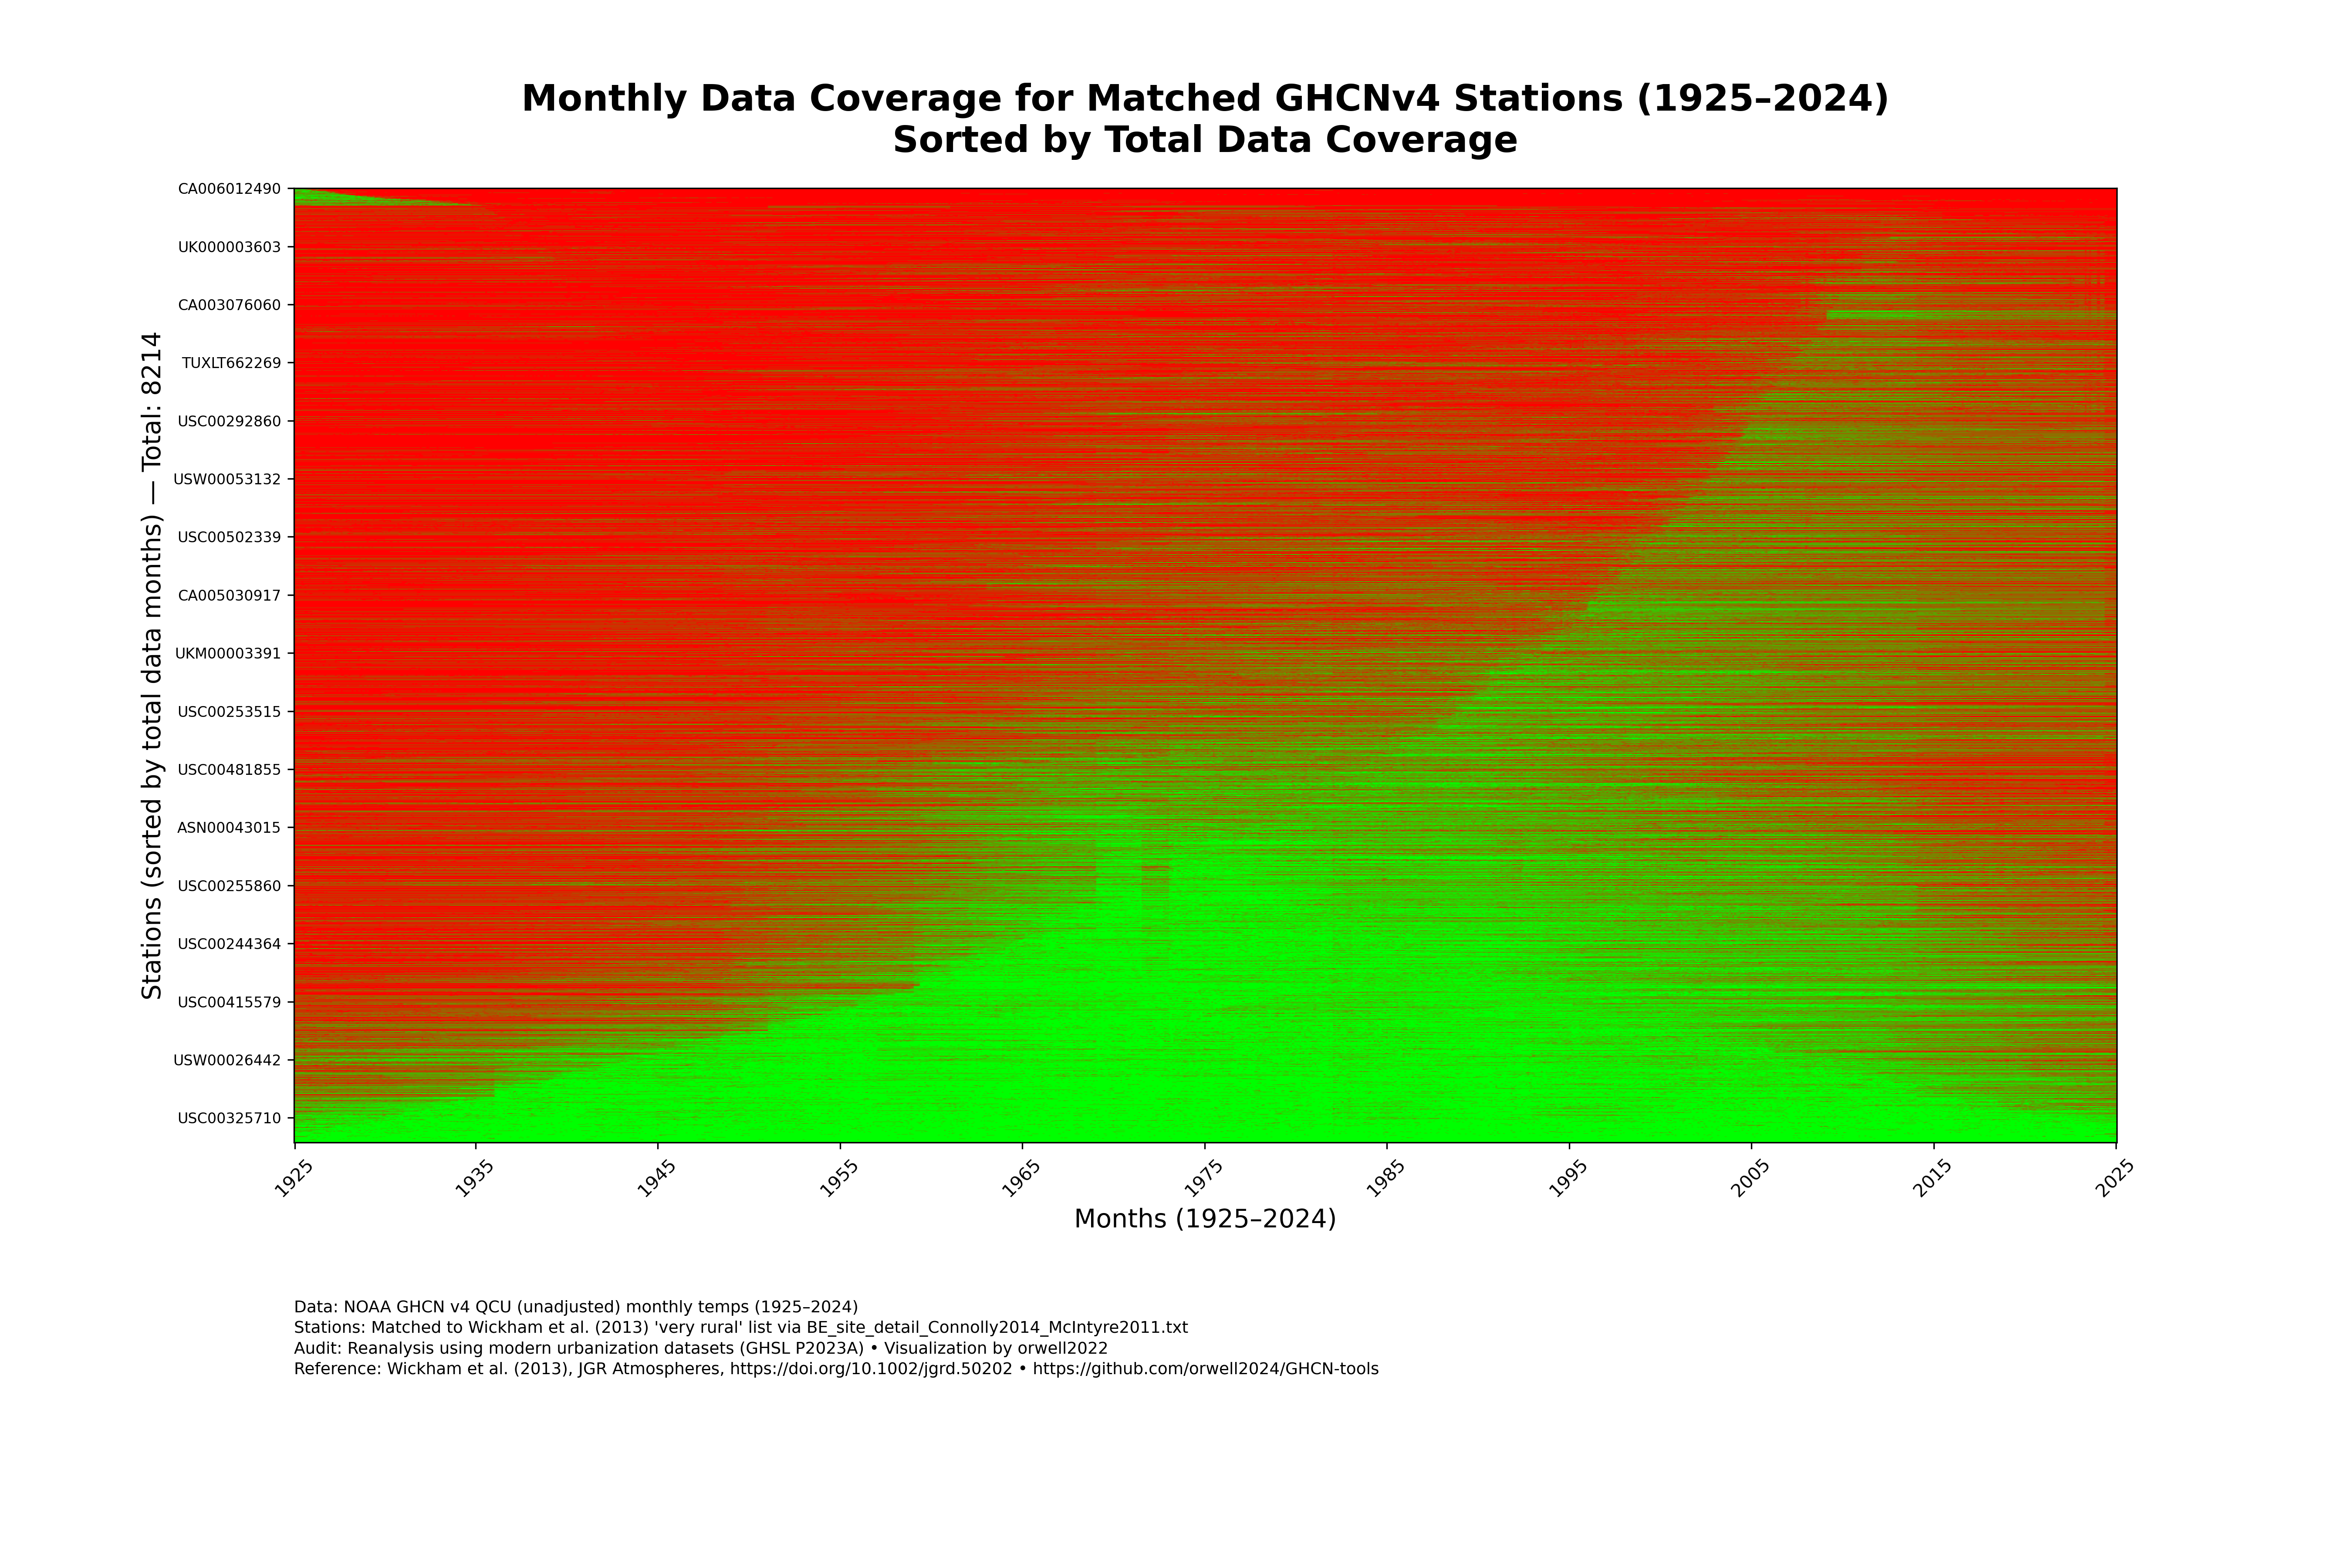 Monthly Data Coverage for Matched GHCNv4 Stations (1925–2024)
Sorted by Total Data Coverage
Stations (sorted by total data months) — Total: 8214
CA006012490
UK000003603
CA003076060
TUXLT662269
USC00292860
USW00053132
USC00502339
CA005030917
UKM00003391
USC00253515
USC00481855
ASN00043015
USC00255860
USC00244364
USC00415579
USW00026442
USC00325710
1925
1935
1945
1955
1965
1975
1985
1995
2005
2015
2025
Months (1925–2024)
Data: NOAA GHCN v4 QCU (unadjusted) monthly temps (1925–2024)
Stations: Matched to Wickham et al. (2013) 'very rural' list via BE_site_detail_Connolly2014_McIntyre2011.txt
Audit: Reanalysis using modern urbanization datasets (GHSL P2023A) • Visualization by orwell2022
Reference: Wickham et al. (2013), JGR Atmospheres, https://doi.org/10.1002/jgrd.50202 • https://github.com/orwell2024/GHCN-tools